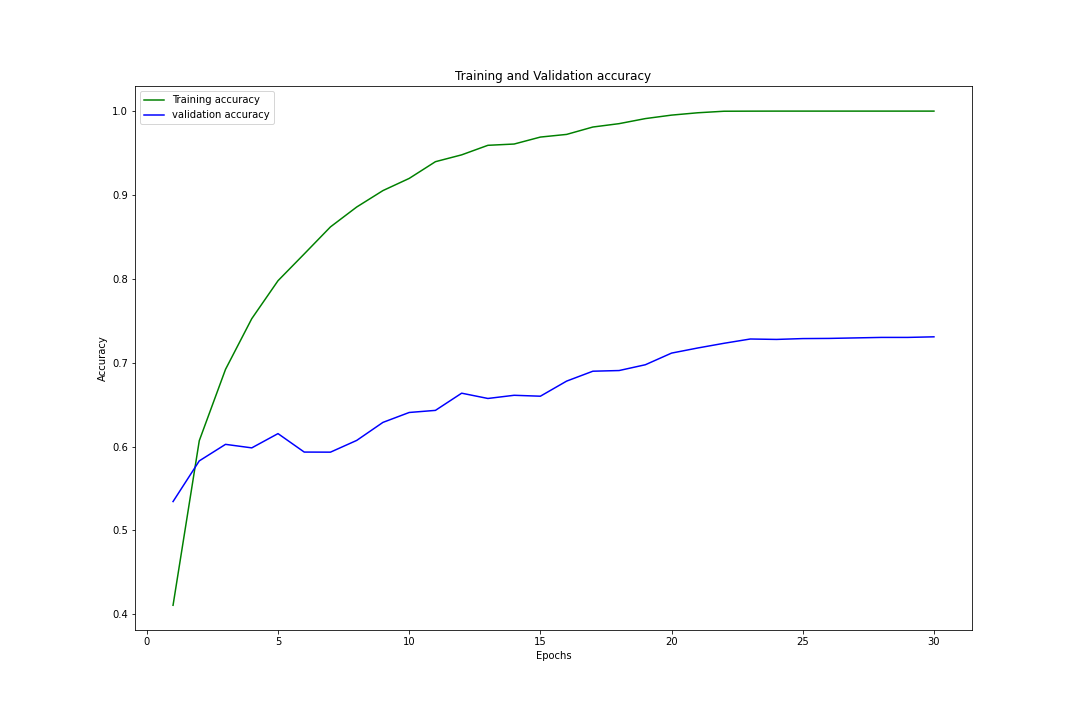 Training and Validation accuracy
Training accuracy
validation accuracy
1.0
0.9
0.8
0.7
0.6
0.5
0.4
Accuracy
0 5 10 15 20 25 30
Epochs